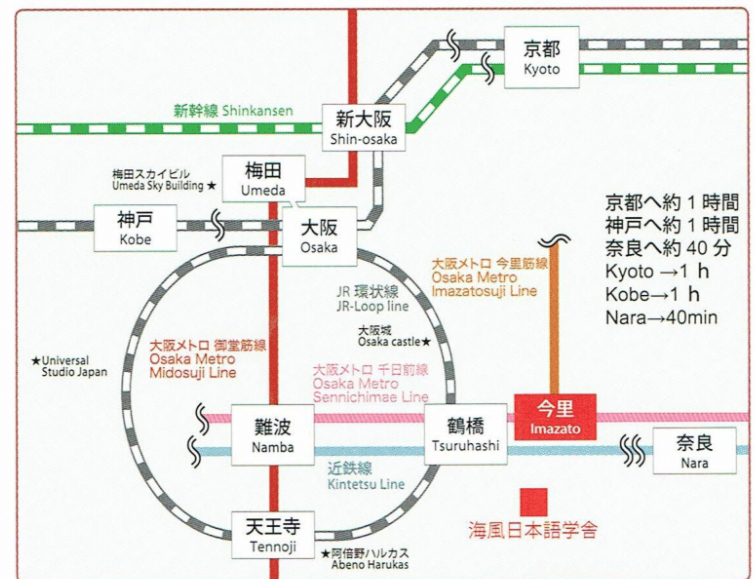 京都
Kyoto
新幹線 Shinkansen
新大阪
Shin-osaka
梅田スカイビル
Umeda Sky Building ★
梅田
Umeda
神戸
Kobe
大阪
Osaka
京都へ約1時間
神戸へ約1時間
奈良へ約40分
Kyoto →1 h
Kobe→1 h
Nara→40min
大阪メトロ 今里筋線
Osaka Metro
Imazatosuji Line
JR 環状線
JR-Loop line
大阪城
Osaka castle★
★Universal
Studio Japan
大阪メトロ 御堂筋線
Osaka Metro
Midosuji Line
大阪メトロ 千日前線
Osaka Metro
Sennichimae Line
今里
Imazato
難波
Namba
鶴橋
Tsuruhashi
奈良
Nara
近鉄線
Kintetsu Line
海風日本語学舎
天王寺
Tennoji
★阿倍野ハルカス
Abeno Harukas